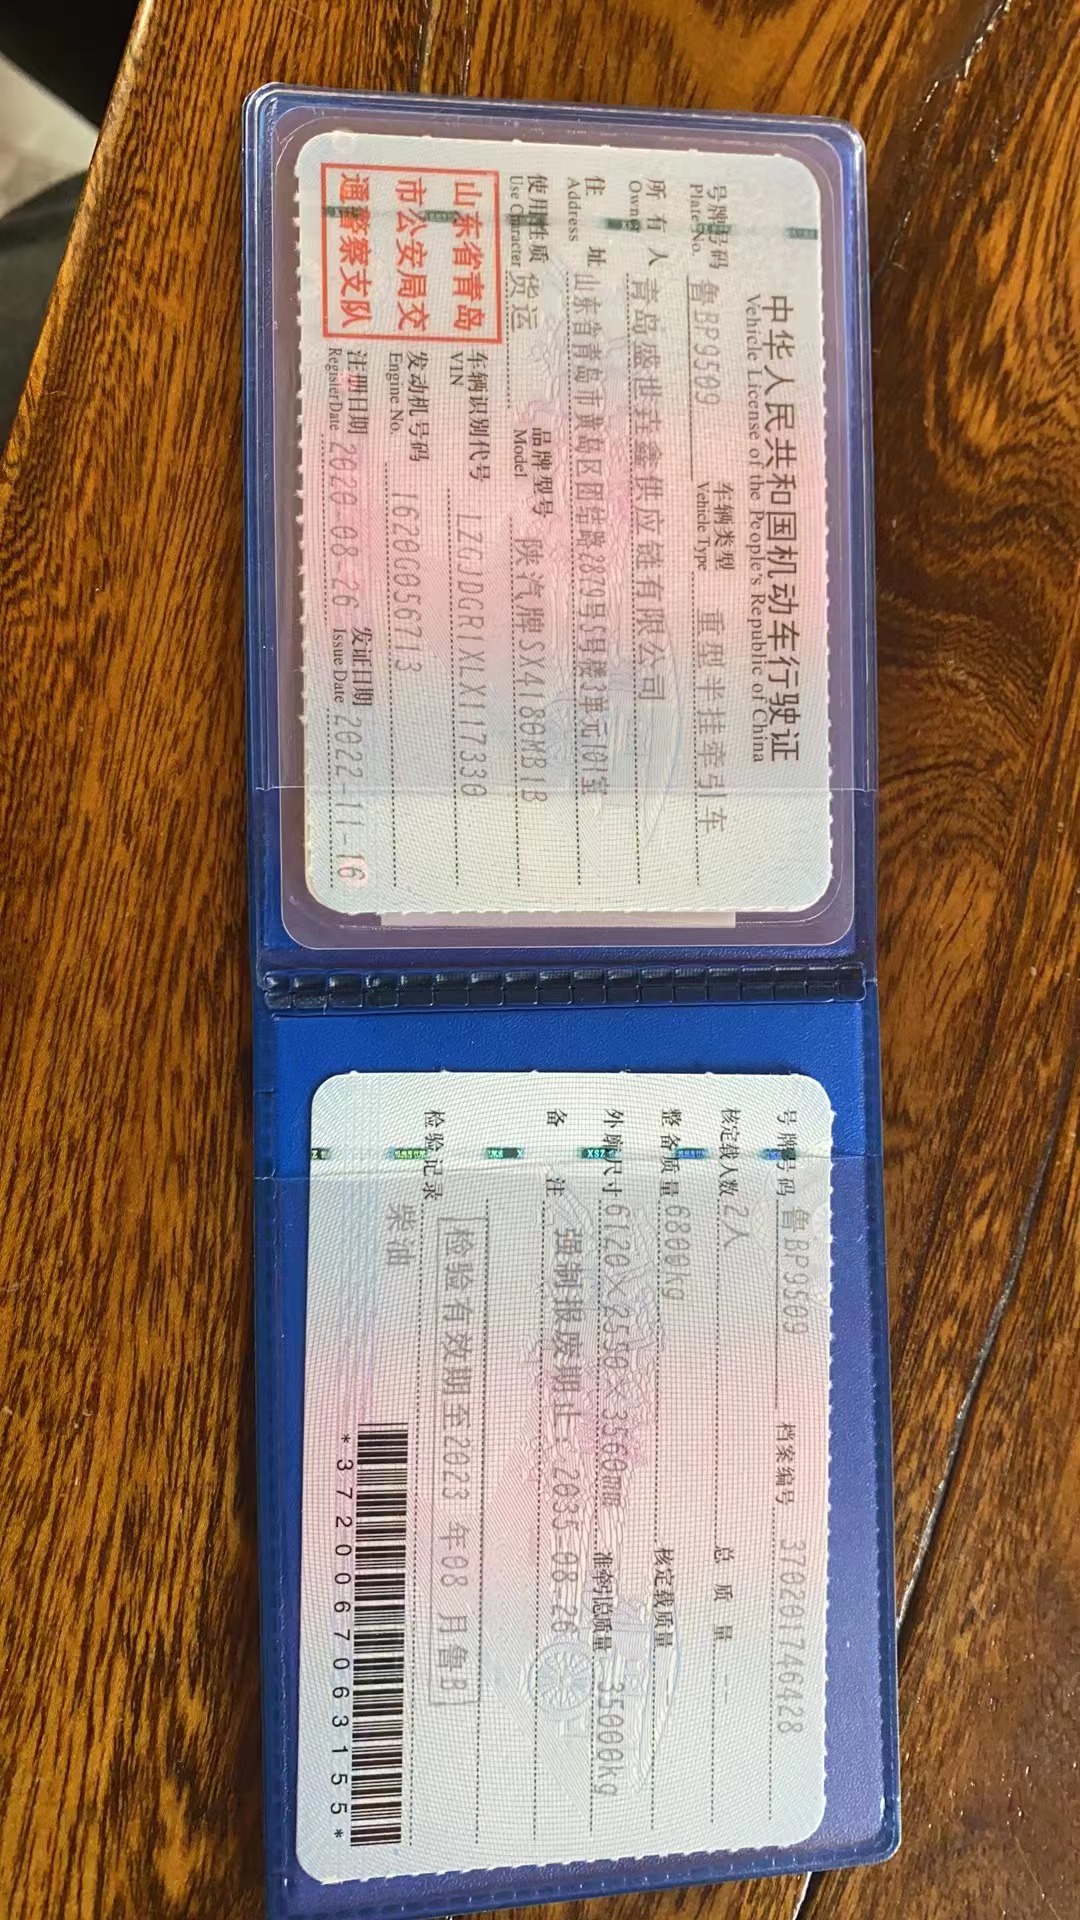 中华人民共和国机动车行驶证
Vehicle License of the People's Republic of China
号牌号码 鲁BP9509 车辆类型 重型半挂牵引车
Plate No. Vehicle Type
所有人 青岛盛世垚鑫供应链有限公司
Owner
住址 山东省青岛市黄岛区团结路2879号5号楼3单元101室
Address
使用性质 货运 品牌型号 陕汽牌SX4180MB1B
Use Character Model
山东省青岛
市公安局交
通警察支队
车辆识别代号 LZGJDGR1XLX117330
VIN
发动机号码 1620G056713
Engine No.
注册日期 2020-08-26 发证日期 2022-11-16
Register Date Issue Date
号牌号码 鲁BP9509 档案编号 370201746428
核定载人数 2人 总质量 --
整备质量 6800kg 核定载质量 --
外廓尺寸 6120×2550×3560mm 准牵引总质量 35000kg
备注 强制报废期止:2035-08-26
检验记录 检验有效期至2023年08月鲁B
柴油
*3720067063155*